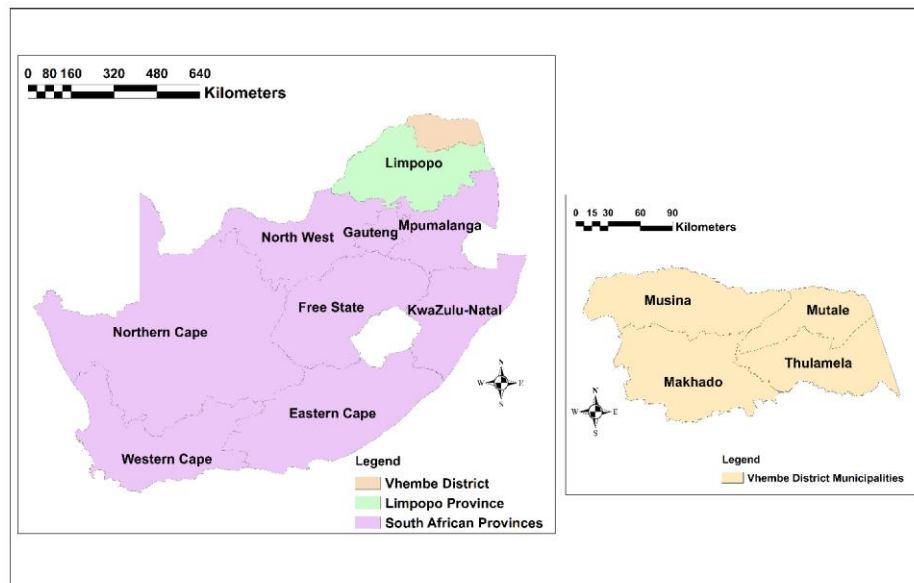 0 80 160 320 480 640
Kilometers
Limpopo
North West
Gauteng
Mpumalanga
Free State
KwaZulu-Natal
Northern Cape
Eastern Cape
Western Cape
N
W E
S
Legend
Vhembe District
Limpopo Province
South African Provinces
0 15 30 60 90
Kilometers
Musina
Mutale
Thulamela
Makhado
N
W E
S
Legend
Vhembe District Municipalities